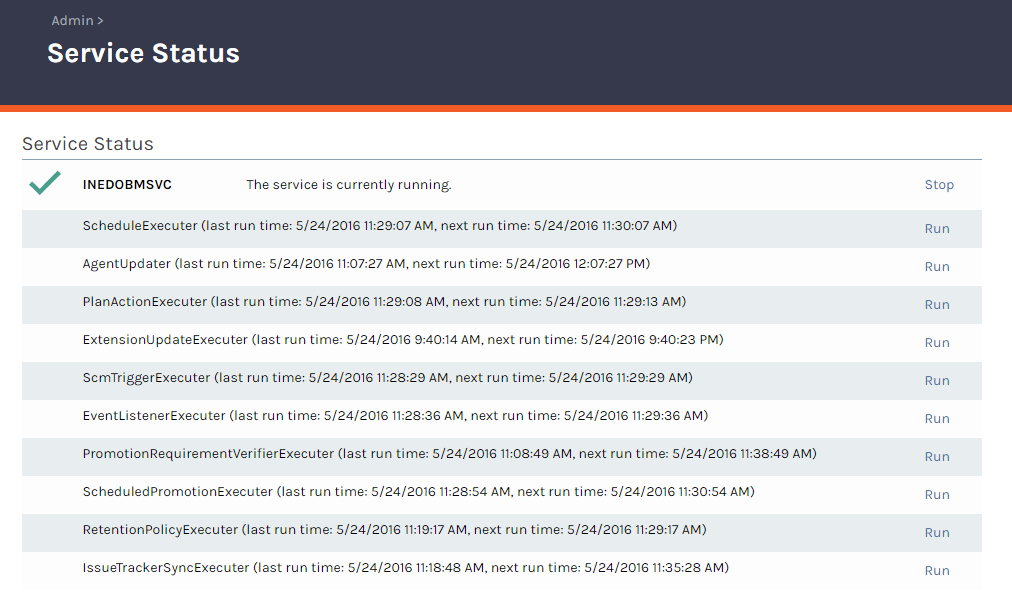 Admin >
Service Status
Service Status
INEDOBMSVC The service is currently running. Stop
ScheduleExecuter (last run time: 5/24/2016 11:29:07 AM, next run time: 5/24/2016 11:30:07 AM) Run
AgentUpdater (last run time: 5/24/2016 11:07:27 AM, next run time: 5/24/2016 12:07:27 PM) Run
PlanActionExecuter (last run time: 5/24/2016 11:29:08 AM, next run time: 5/24/2016 11:29:13 AM) Run
ExtensionUpdateExecuter (last run time: 5/24/2016 9:40:14 AM, next run time: 5/24/2016 9:40:23 PM) Run
ScmTriggerExecuter (last run time: 5/24/2016 11:28:29 AM, next run time: 5/24/2016 11:29:29 AM) Run
EventListenerExecuter (last run time: 5/24/2016 11:28:36 AM, next run time: 5/24/2016 11:29:36 AM) Run
PromotionRequirementVerifierExecuter (last run time: 5/24/2016 11:08:49 AM, next run time: 5/24/2016 11:38:49 AM) Run
ScheduledPromotionExecuter (last run time: 5/24/2016 11:28:54 AM, next run time: 5/24/2016 11:30:54 AM) Run
RetentionPolicyExecuter (last run time: 5/24/2016 11:19:17 AM, next run time: 5/24/2016 11:29:17 AM) Run
IssueTrackerSyncExecuter (last run time: 5/24/2016 11:18:48 AM, next run time: 5/24/2016 11:35:28 AM) Run